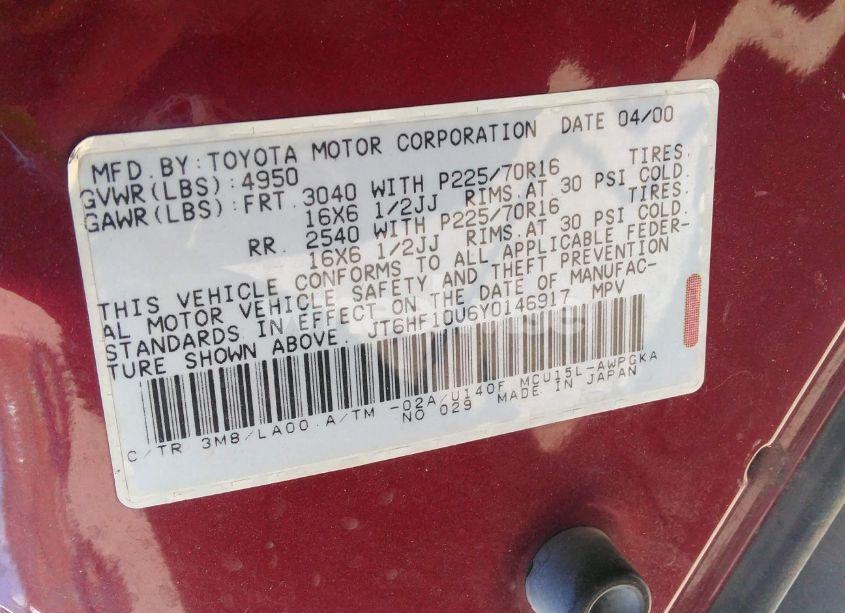 MFD. BY: TOYOTA MOTOR CORPORATION DATE 04/00
GVWR(LBS): 4950
GAWR(LBS): FRT. 3040 WITH P225/70R16 TIRES.
16X6 1/2JJ RIMS. AT 30 PSI COLD.
RR. 2540 WITH P225/70R16 TIRES.
16X6 1/2JJ RIMS. AT 30 PSI COLD.
THIS VEHICLE CONFORMS TO ALL APPLICABLE FEDER-
AL MOTOR VEHICLE SAFETY AND THEFT PREVENTION
STANDARDS IN EFFECT ON THE DATE OF MANUFAC-
TURE SHOWN ABOVE. JT6HF10U6Y0146917 MPV
C/TR 3M8/LA00 A/TM -02A/U140F MCU15L-AWPGKA
NO 029 MADE IN JAPAN